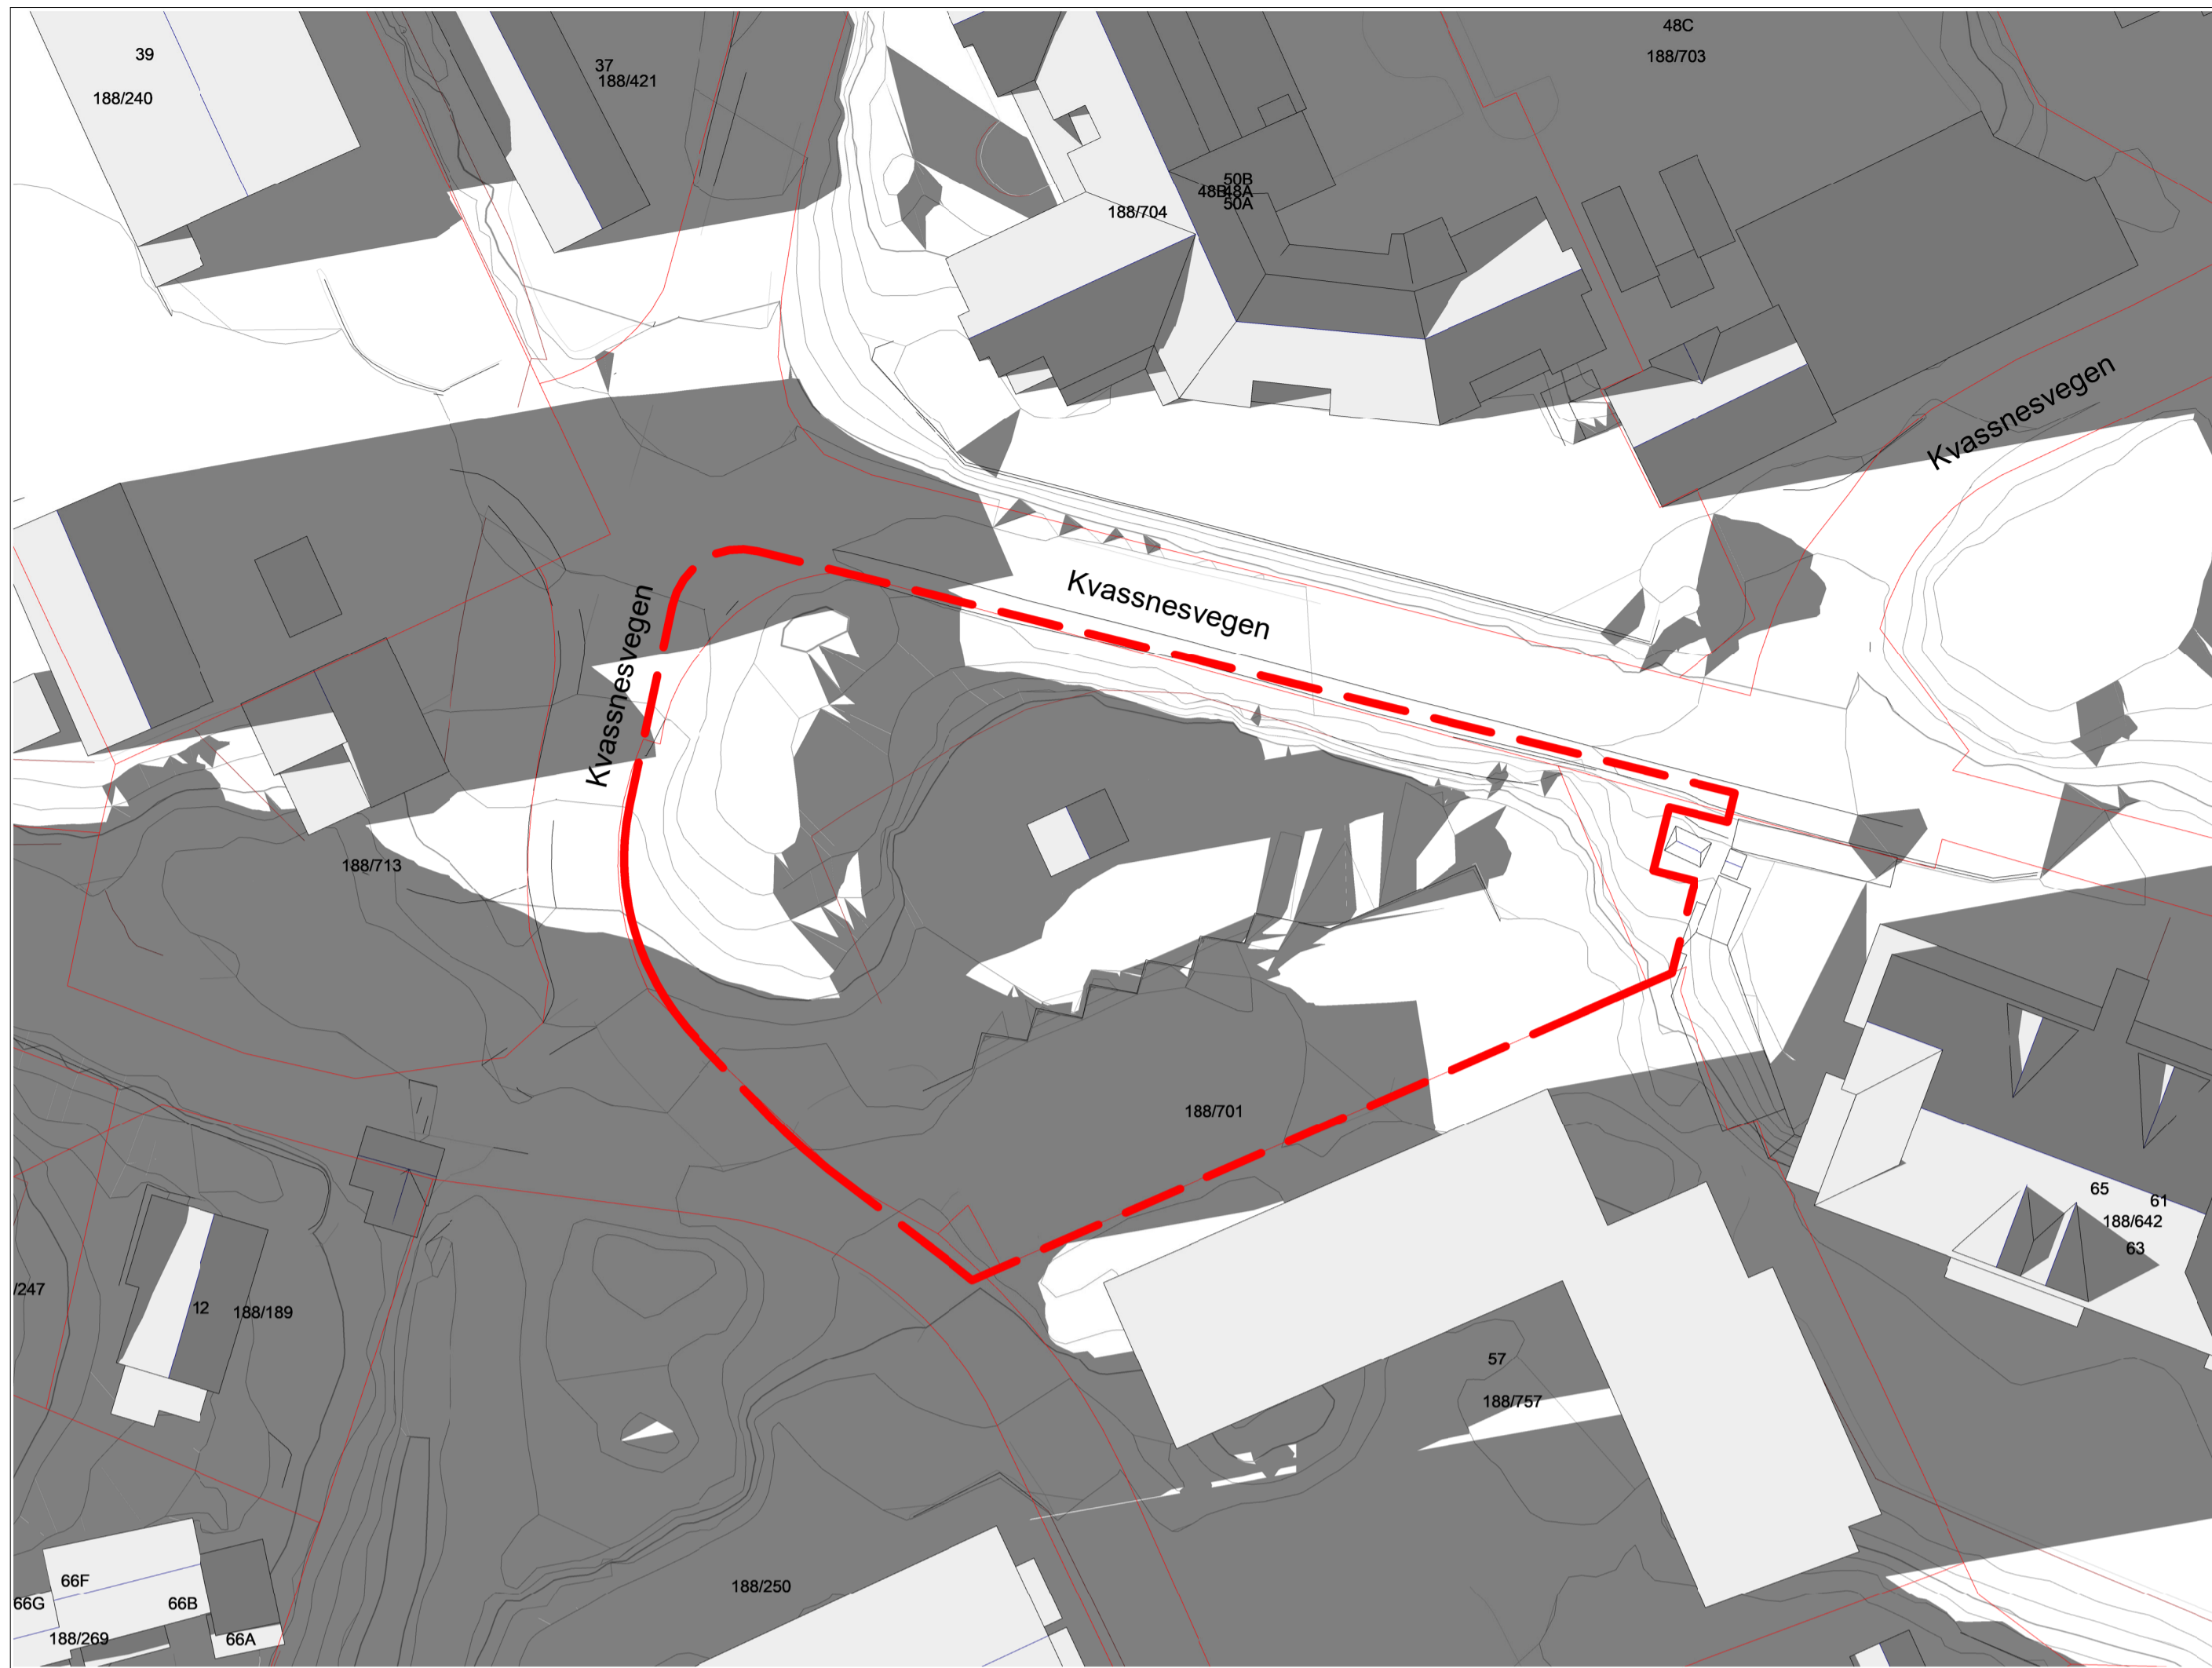 39
188/240
37
188/421
48C
188/703
50B
48B48A
50A
188/704
Kvassnesvegen
Kvassnesvegen
Kvassnesvegen
188/713
188/701
65
61
188/642
63
/247
12
188/189
57
188/757
66F
66G
66B
188/269
66A
188/250